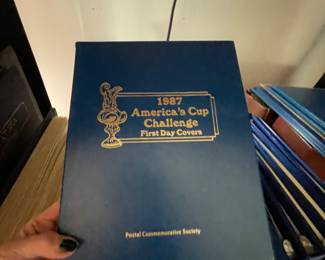 1987
America's Cup
Challenge
First Day Covers
Postal Commemorative Society